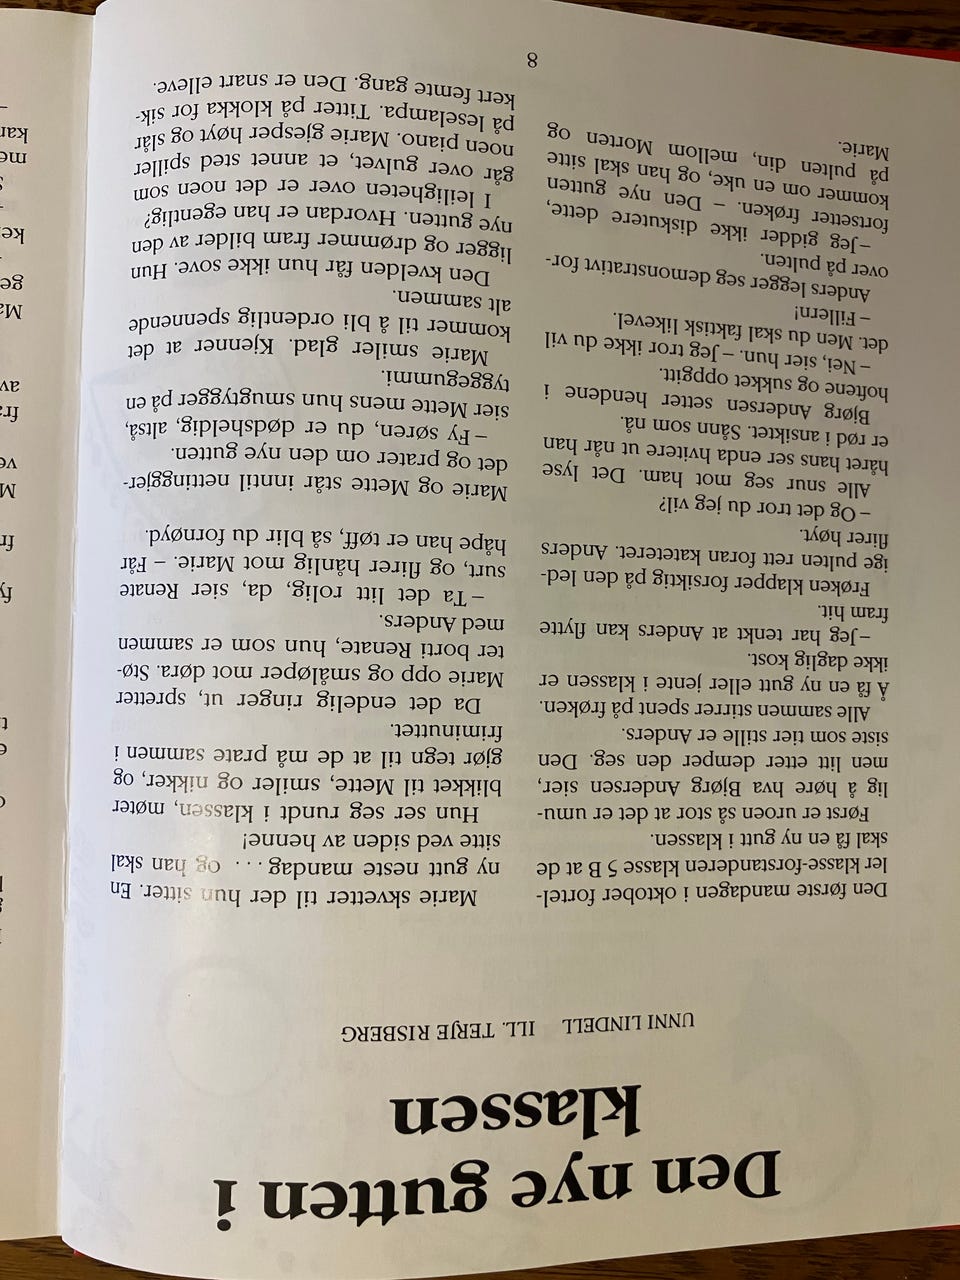 Den nye gutten i
klassen
UNNI LINDELL ILL. TERJE RISBERG
Den første mandagen i oktober fortel-
ler klasse-forstanderen klasse 5 B at de
skal få en ny gutt i klassen.
Først er uroen så stor at det er umu-
lig å høre hva Bjørg Andersen sier,
men litt etter demper den seg. Den
siste som tier stille er Anders.
Alle sammen stirrer spent på frøken.
Å få en ny gutt eller jente i klassen er
ikke daglig kost.
– Jeg har tenkt at Anders kan flytte
fram hit.
Frøken klapper forsiktig på den led-
ige pulten rett foran kateteret. Anders
flirer høyt.
– Og det tror du jeg vil?
Alle snur seg mot ham. Det lyse
håret hans ser enda hvitere ut når han
er rød i ansiktet. Sånn som nå.
Bjørg Andersen setter hendene i
hoftene og sukket oppgitt.
– Nei, sier hun. – Jeg tror ikke du vil
det. Men du skal faktisk likevel.
– Fillern!
Anders legger seg demonstrativt for-
over på pulten.
– Jeg gidder ikke diskutere dette,
fortsetter frøken. – Den nye gutten
kommer om en uke, og han skal sitte
på pulten din, mellom Morten og
Marie.
Marie skvetter til der hun sitter. En
ny gutt neste mandag . . . og han skal
sitte ved siden av henne!
Hun ser seg rundt i klassen, møter
blikket til Mette, smiler og nikker, og
gjør tegn til at de må prate sammen i
friminuttet.
Da det endelig ringer ut, spretter
Marie opp og småløper mot døra. Stø-
ter borti Renate, hun som er sammen
med Anders.
– Ta det litt rolig, da, sier Renate
surt, og flirer hånlig mot Marie. – Får
håpe han er tøff, så blir du fornøyd.
Marie og Mette står inntil nettinggjer-
det og prater om den nye gutten.
– Fy søren, du er dødsheldig, altså,
sier Mette mens hun smugtygger på en
tyggegummi.
Marie smiler glad. Kjenner at det
kommer til å bli ordentlig spennende
alt sammen.
Den kvelden får hun ikke sove. Hun
ligger og drømmer fram bilder av den
nye gutten. Hvordan er han egentlig?
I leiligheten over er det noen som
går over gulvet, et annet sted spiller
noen piano. Marie gjesper høyt og slår
på leselampa. Titter på klokka for sik-
kert femte gang. Den er snart elleve.
8